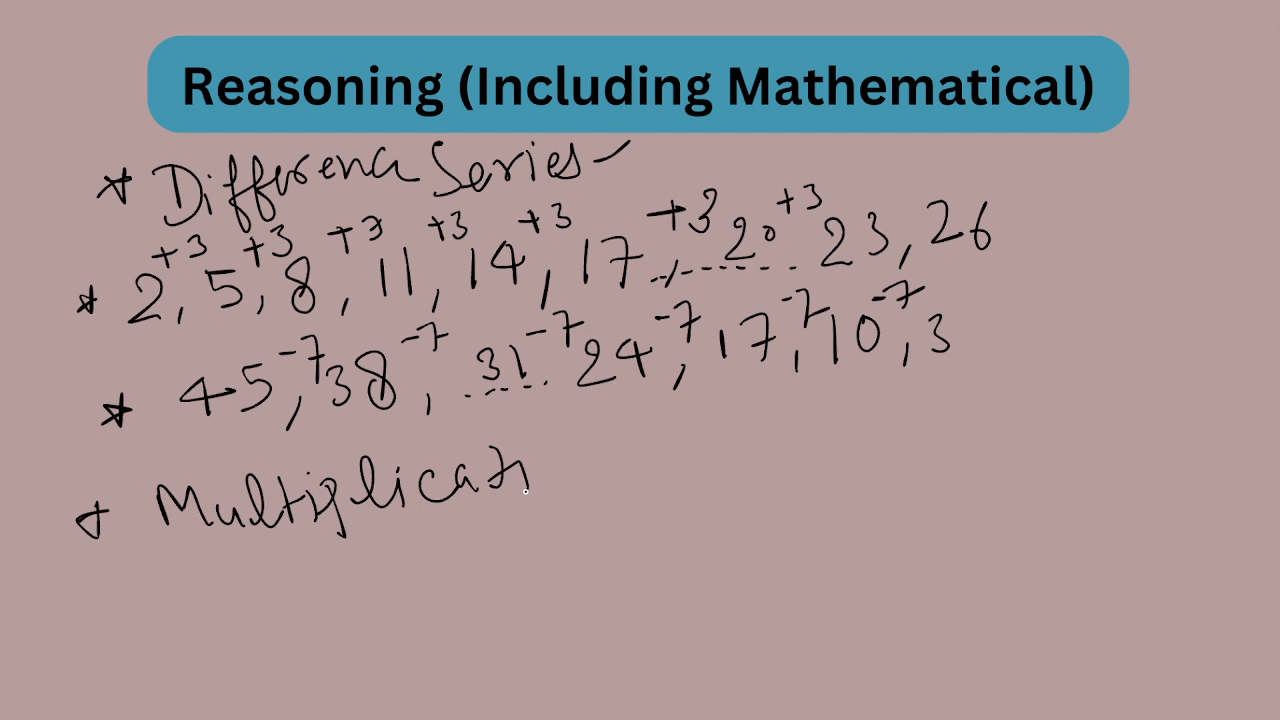 Reasoning (Including Mathematical)
* Difference Series -
+3 +3 +3 +3 +3 +3 +3
* 2, 5, 8, 11, 14, 17, ...20... 23, 26
-7 -7 -7 -7 -7 -7
* 45, 38, ...31... 24, 17, 10, 3
* Multiplicati